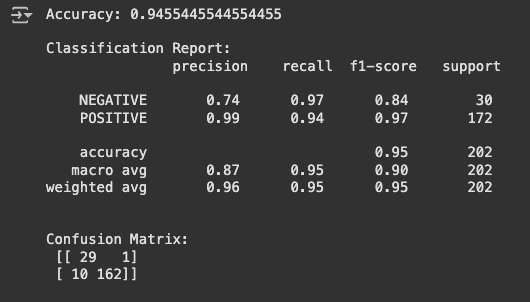 Accuracy: 0.9455445544554455
Classification Report:
precision recall f1-score support
NEGATIVE 0.74 0.97 0.84 30
POSITIVE 0.99 0.94 0.97 172
accuracy 0.95 202
macro avg 0.87 0.95 0.90 202
weighted avg 0.96 0.95 0.95 202
Confusion Matrix:
[[ 29 1]
[ 10 162]]